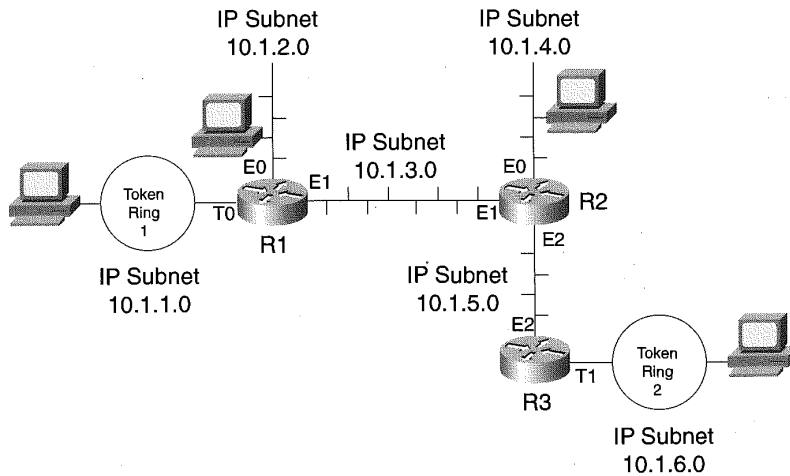 IP Subnet
10.1.2.0
IP Subnet
10.1.4.0
IP Subnet
10.1.3.0
E0
E0
E1
E1
Token
Ring
1
T0
R1
R2
E2
IP Subnet
10.1.1.0
IP Subnet
10.1.5.0
E2
Token
Ring
2
T1
R3
IP Subnet
10.1.6.0